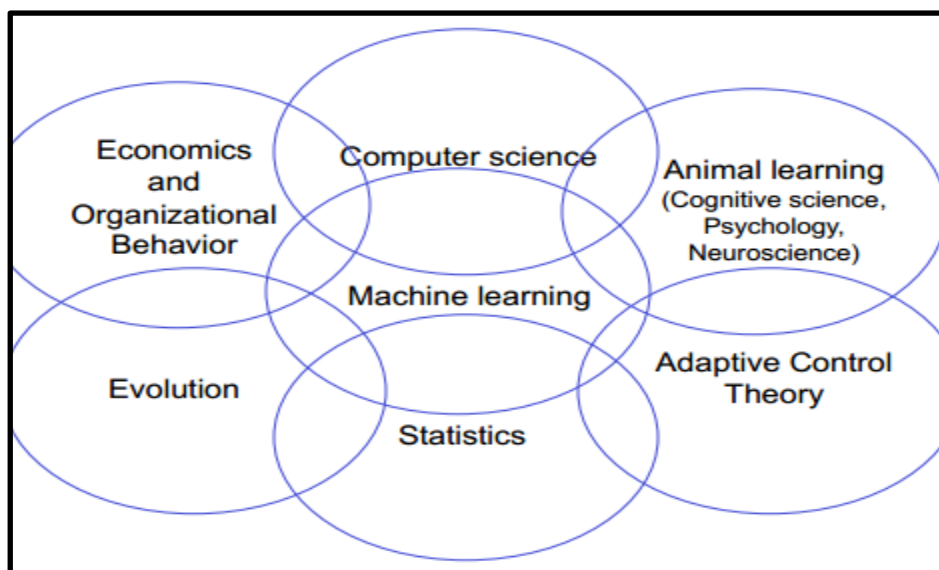 Economics
and
Organizational
Behavior
Computer science
Animal learning
(Cognitive science,
Psychology,
Neuroscience)
Machine learning
Evolution
Adaptive Control
Theory
Statistics